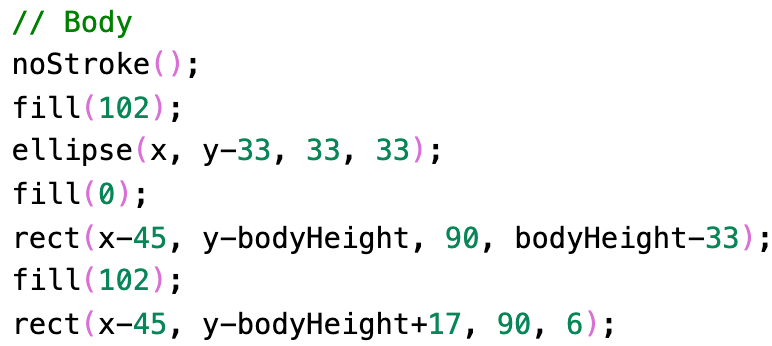 // Body
noStroke();
fill(102);
ellipse(x, y-33, 33, 33);
fill(0);
rect(x-45, y-bodyHeight, 90, bodyHeight-33);
fill(102);
rect(x-45, y-bodyHeight+17, 90, 6);